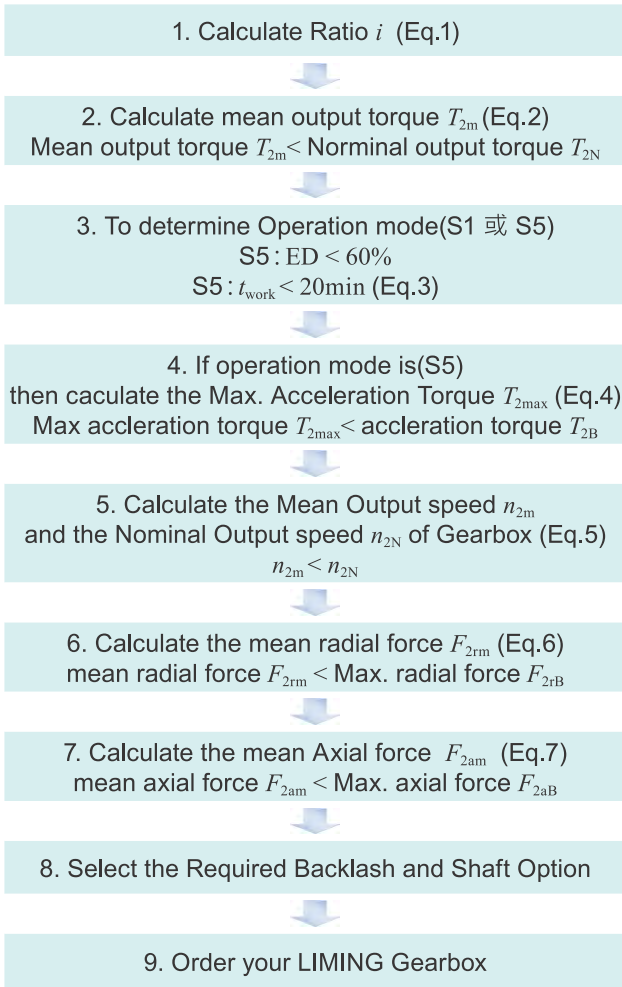 1. Calculate Ratio i (Eq.1)
2. Calculate mean output torque T2m (Eq.2)
Mean output torque T2m < Norminal output torque T2N
3. To determine Operation mode(S1 或 S5)
S5 : ED < 60%
S5 : twork < 20min (Eq.3)
4. If operation mode is(S5)
then caculate the Max. Acceleration Torque T2max (Eq.4)
Max accleration torque T2max < accleration torque T2B
5. Calculate the Mean Output speed n2m
and the Nominal Output speed n2N of Gearbox (Eq.5)
n2m < n2N
6. Calculate the mean radial force F2rm (Eq.6)
mean radial force F2rm < Max. radial force F2rB
7. Calculate the mean Axial force F2am (Eq.7)
mean axial force F2am < Max. axial force F2aB
8. Select the Required Backlash and Shaft Option
9. Order your LIMING Gearbox